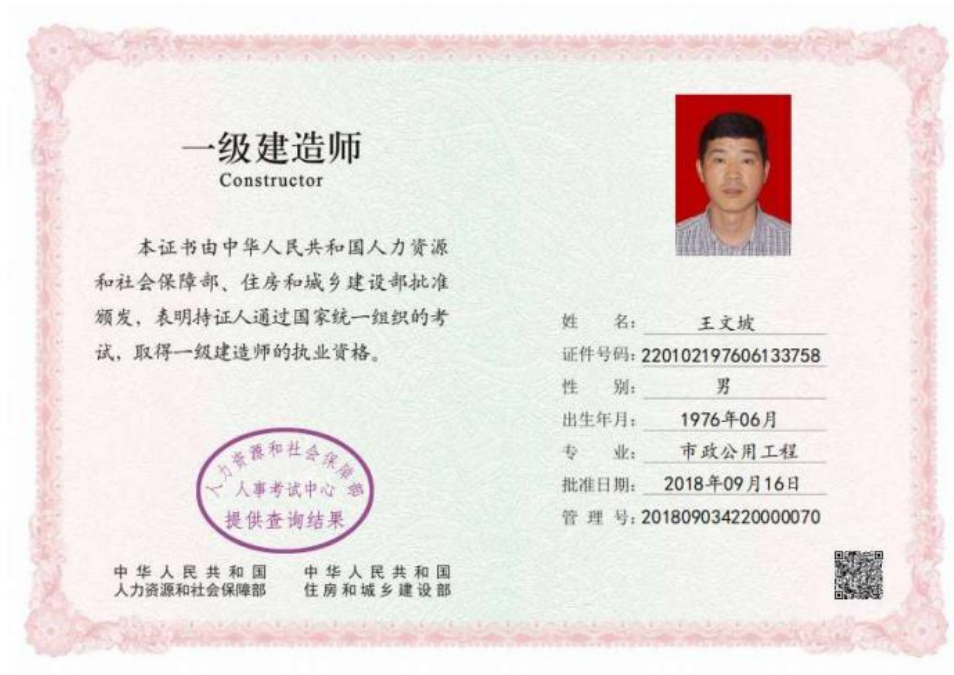 一级建造师
Constructor
本证书由中华人民共和国人力资源
和社会保障部、住房和城乡建设部批准
颁发，表明持证人通过国家统一组织的考
试，取得一级建造师的执业资格。
人力资源和社会保障部
人事考试中心
提供查询结果
中华人民共和国
人力资源和社会保障部
中华人民共和国
住房和城乡建设部
姓 名：王文坡
证件号码：220102197606133758
性 别：男
出生年月：1976年06月
专 业：市政公用工程
批准日期：2018年09月16日
管 理 号：201809034220000070